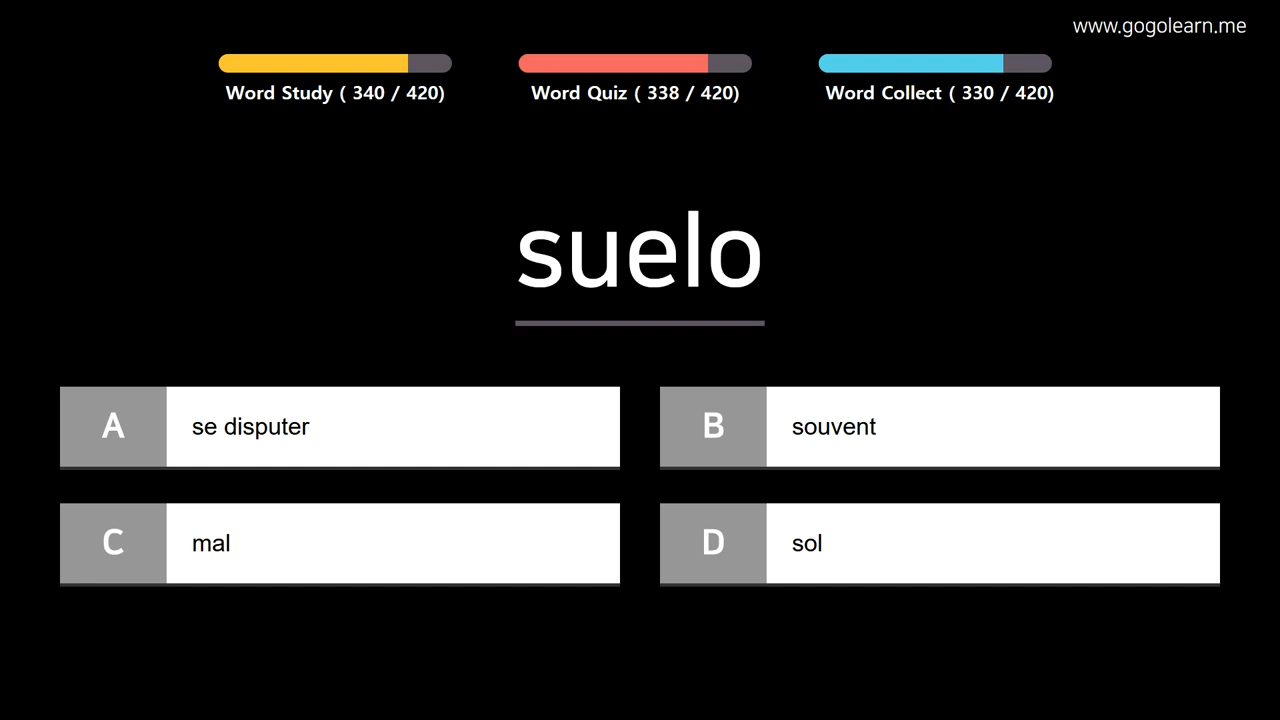 www.gogolearn.me
Word Study ( 340 / 420)
Word Quiz ( 338 / 420)
Word Collect ( 330 / 420)
suelo
A se disputer
B souvent
C mal
D sol